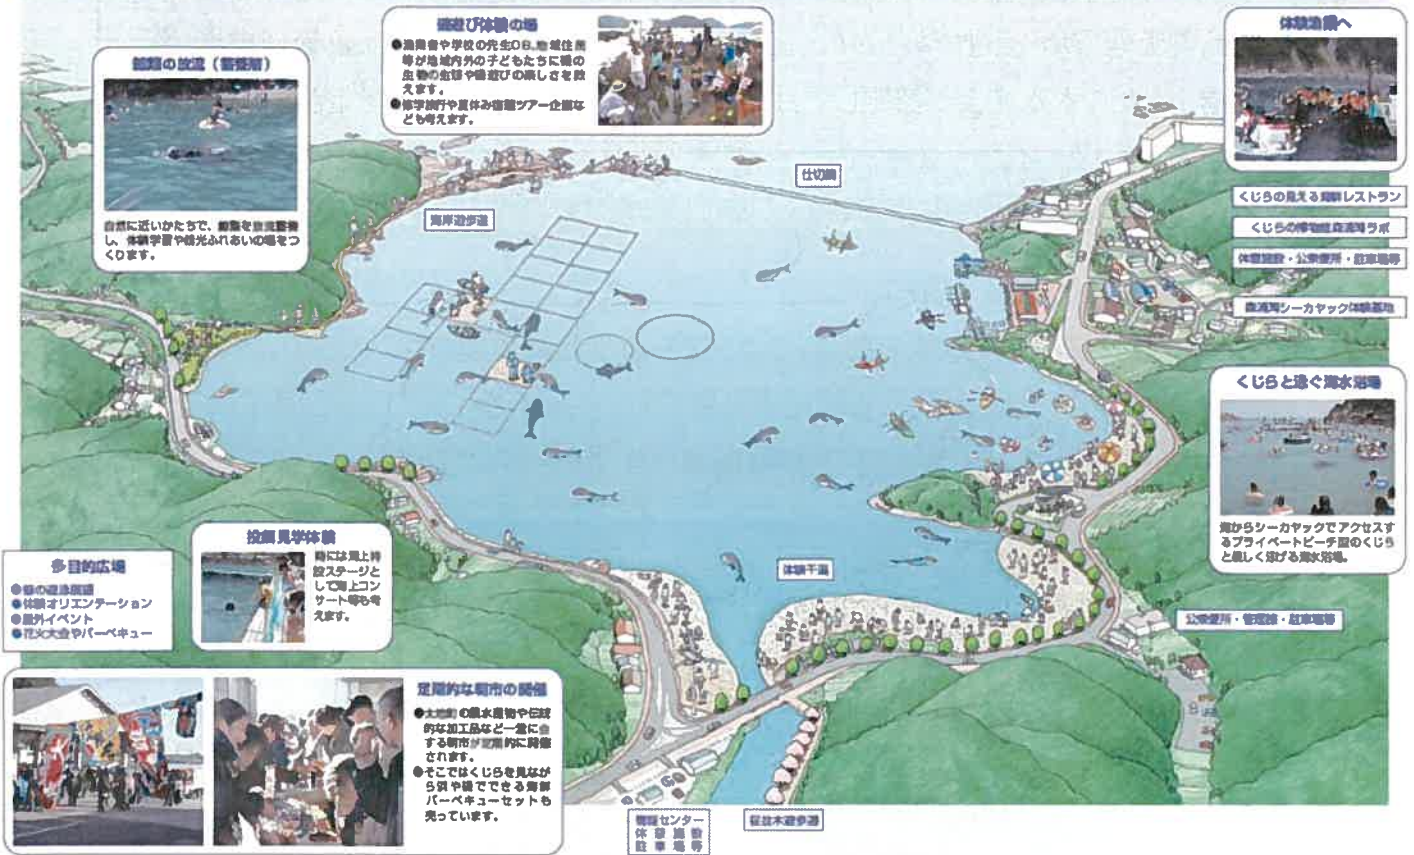 磯遊び体験の場
●漁業者や学校の先生OB、地域住民
等が地域内外の子どもたちに磯の
生物の生態や磯遊びの楽しさを教
えます。
●修学旅行や夏休み宿題ツアー企画な
ども考えます。
鯨類の放流（蓄養）
自然に近いかたちで、鯨類を放流蓄養
し、体験学習や観光ふれあいの場をつ
くります。
体験漁船へ
仕切網
海岸遊歩道
くじらの見える海鮮レストラン
くじらの博物館森浦湾ラボ
体験施設・公衆便所・駐車場等
森浦湾シーカヤック体験基地
くじらと泳ぐ海水浴場
海からシーカヤックでアクセスす
るプライベートビーチ型のくじら
と親しく泳げる海水浴場。
投餌見学体験
時には海上特
設ステージと
して海上コン
サート等も考
えます。
多目的広場
●鯨の遊泳展望
●体験オリエンテーション
●屋外イベント
●花火大会やバーベキュー
体験干潟
公衆便所・管理棟・駐車場等
定期的な朝市の開催
●太地町の農水産物や伝統
的な加工品など一堂に会
する朝市が定期的に開催
されます。
●そこではくじらを見なが
ら浜や磯でできる海鮮
バーベキューセットも
売っています。
管理センター
体験施設
駐車場等
桜並木遊歩道